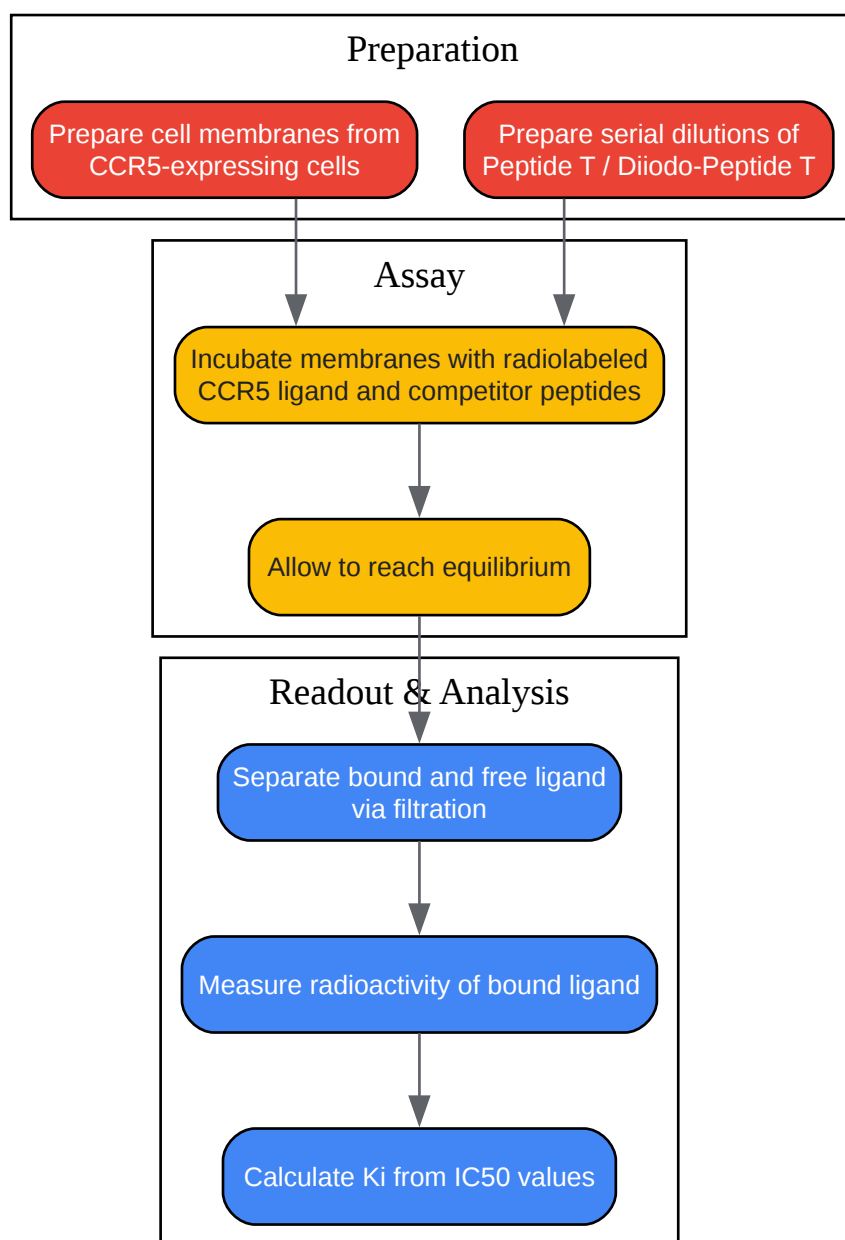 Preparation
Prepare cell membranes from
CCR5-expressing cells
Prepare serial dilutions of
Peptide T / Diiodo-Peptide T
Assay
Incubate membranes with radiolabeled
CCR5 ligand and competitor peptides
Allow to reach equilibrium
Readout & Analysis
Separate bound and free ligand
via filtration
Measure radioactivity of bound ligand
Calculate Ki from IC50 values